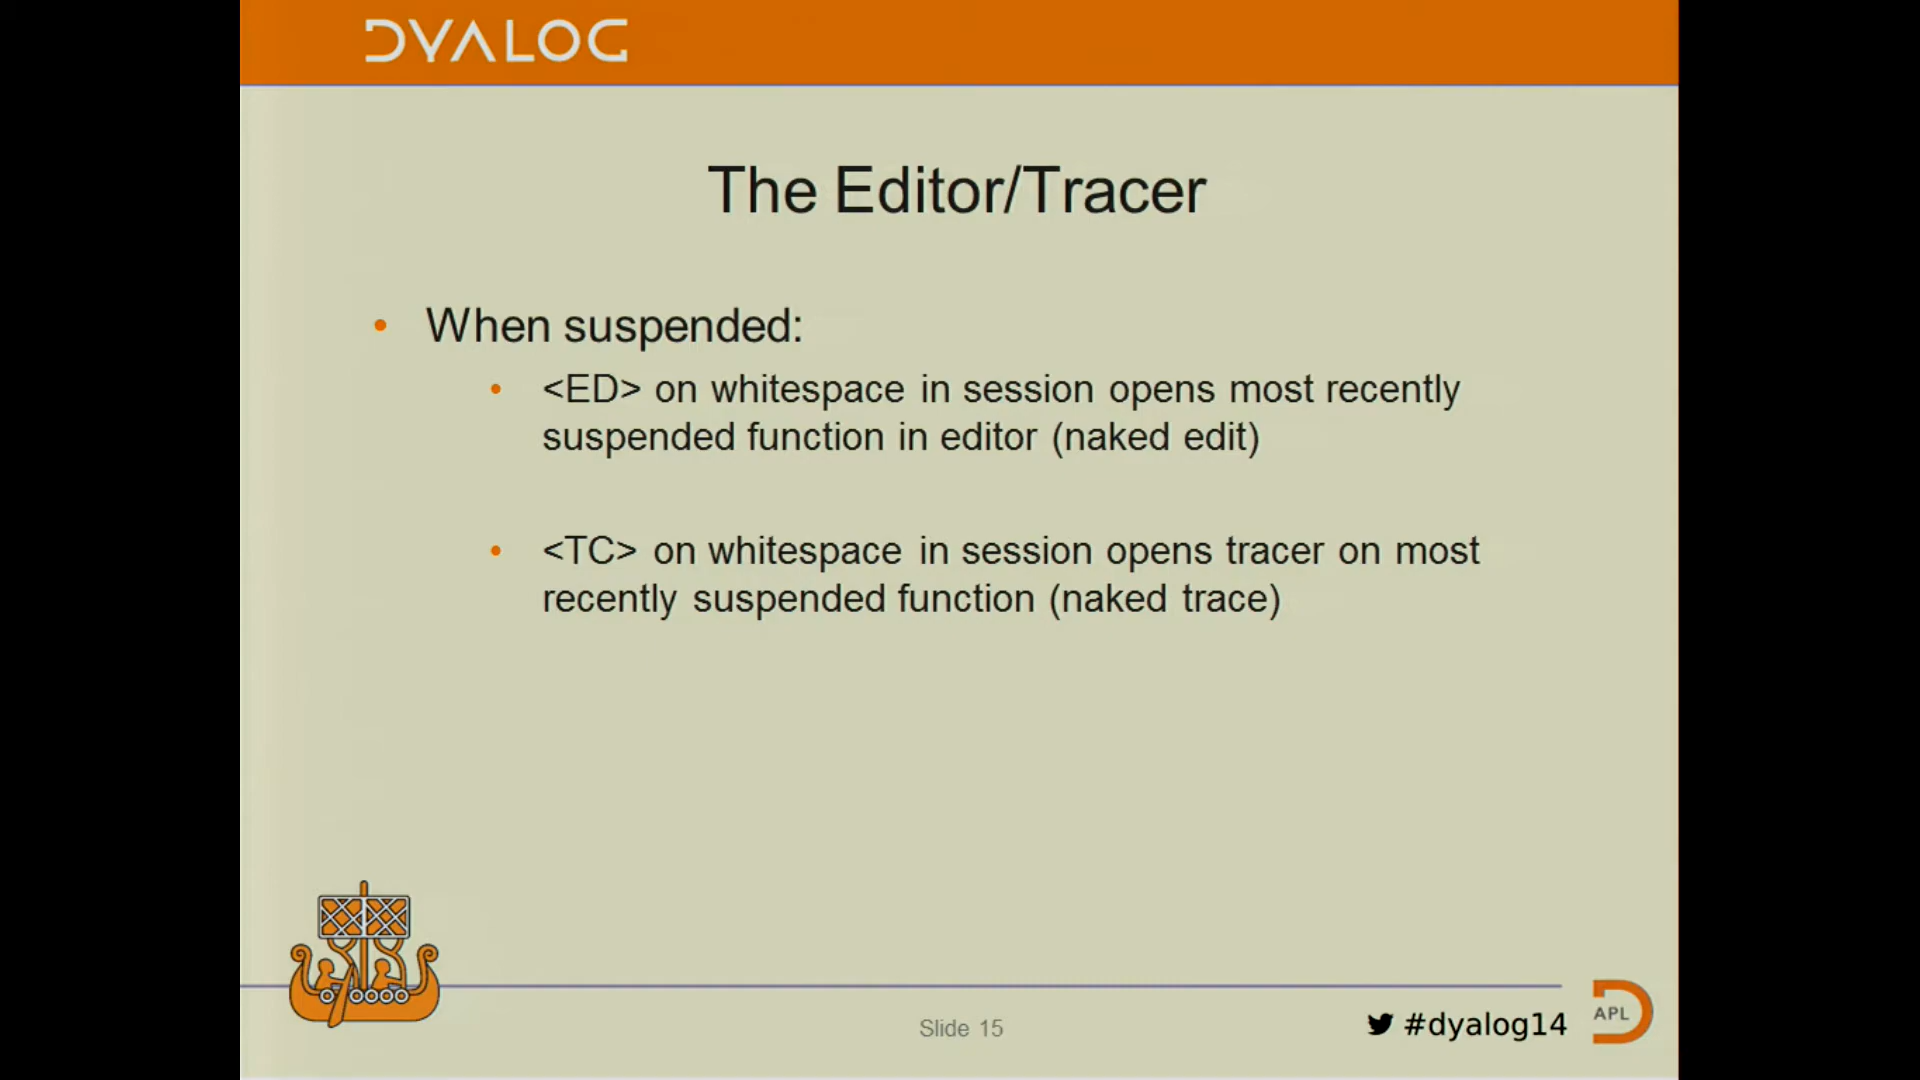 DYALOG
The Editor/Tracer
• When suspended:
• <ED> on whitespace in session opens most recently
suspended function in editor (naked edit)
• <TC> on whitespace in session opens tracer on most
recently suspended function (naked trace)
Slide 15
#dyalog14
APL